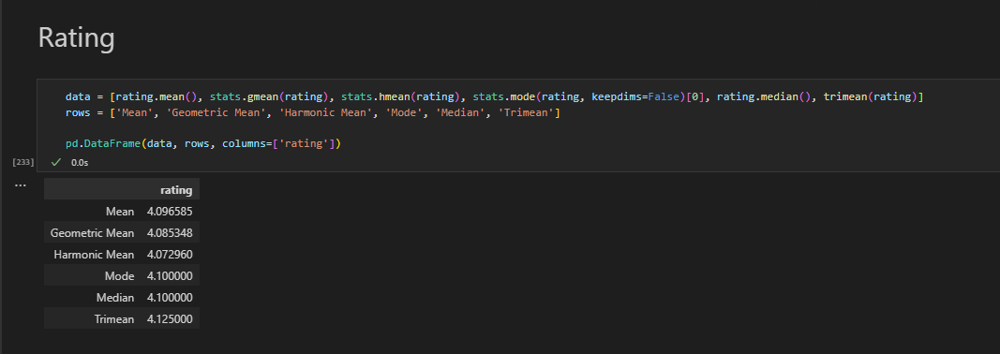 Rating
data = [rating.mean(), stats.gmean(rating), stats.hmean(rating), stats.mode(rating, keepdims=False)[0], rating.median(), trimean(rating)]
rows = ['Mean', 'Geometric Mean', 'Harmonic Mean', 'Mode', 'Median', 'Trimean']
pd.DataFrame(data, rows, columns=['rating'])
[233] ✓ 0.0s
...
rating
Mean 4.096585
Geometric Mean 4.085348
Harmonic Mean 4.072960
Mode 4.100000
Median 4.100000
Trimean 4.125000